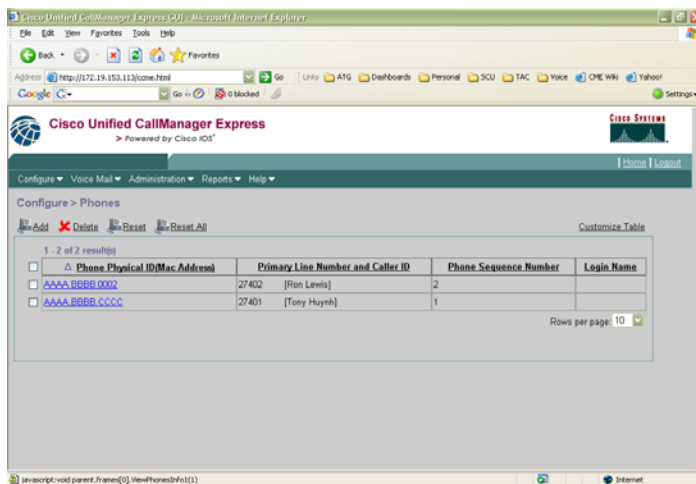 Cisco Unified CallManager Express GUI - Microsoft Internet Explorer
File Edit View Favorites Tools Help
Back Favorites
Address http://172.19.153.113/ccme.html Go Links ATG Dashboards Personal SCU TAC Voice CME Wiki Yahoo!
Google G Go 0 blocked Settings
Cisco Unified CallManager Express
> Powered by Cisco IOS®
CISCO SYSTEMS
Home | Logout
Configure Voice Mail Administration Reports Help
Configure > Phones
Add Delete Reset Reset All Customize Table
1 - 2 of 2 result(s)
Phone Physical ID(Mac Address) Primary Line Number and Caller ID Phone Sequence Number Login Name
AAAA.BBBB.0002 27402 [Ron Lewis] 2
AAAA.BBBB.CCCC 27401 [Tony Huynh] 1
Rows per page: 10
javascript:void parent.frames[0].ViewPhonesInfo1(1) Internet